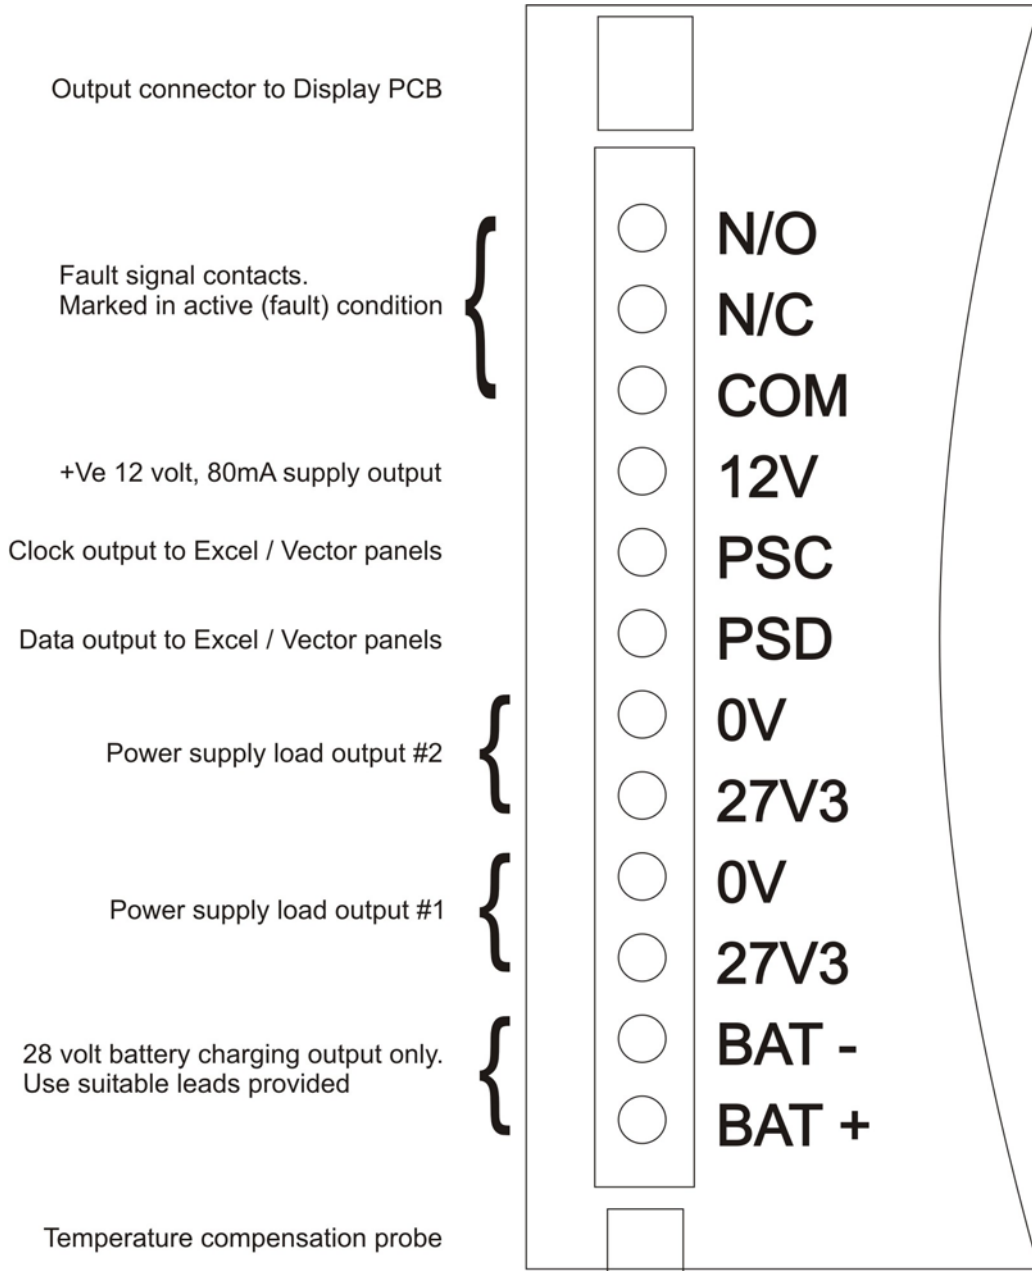 Output connector to Display PCB
N/O
Fault signal contacts.
Marked in active (fault) condition
N/C
COM
+Ve 12 volt, 80mA supply output
12V
Clock output to Excel / Vector panels
PSC
Data output to Excel / Vector panels
PSD
0V
Power supply load output #2
27V3
0V
Power supply load output #1
27V3
28 volt battery charging output only.
Use suitable leads provided
BAT -
BAT +
Temperature compensation probe